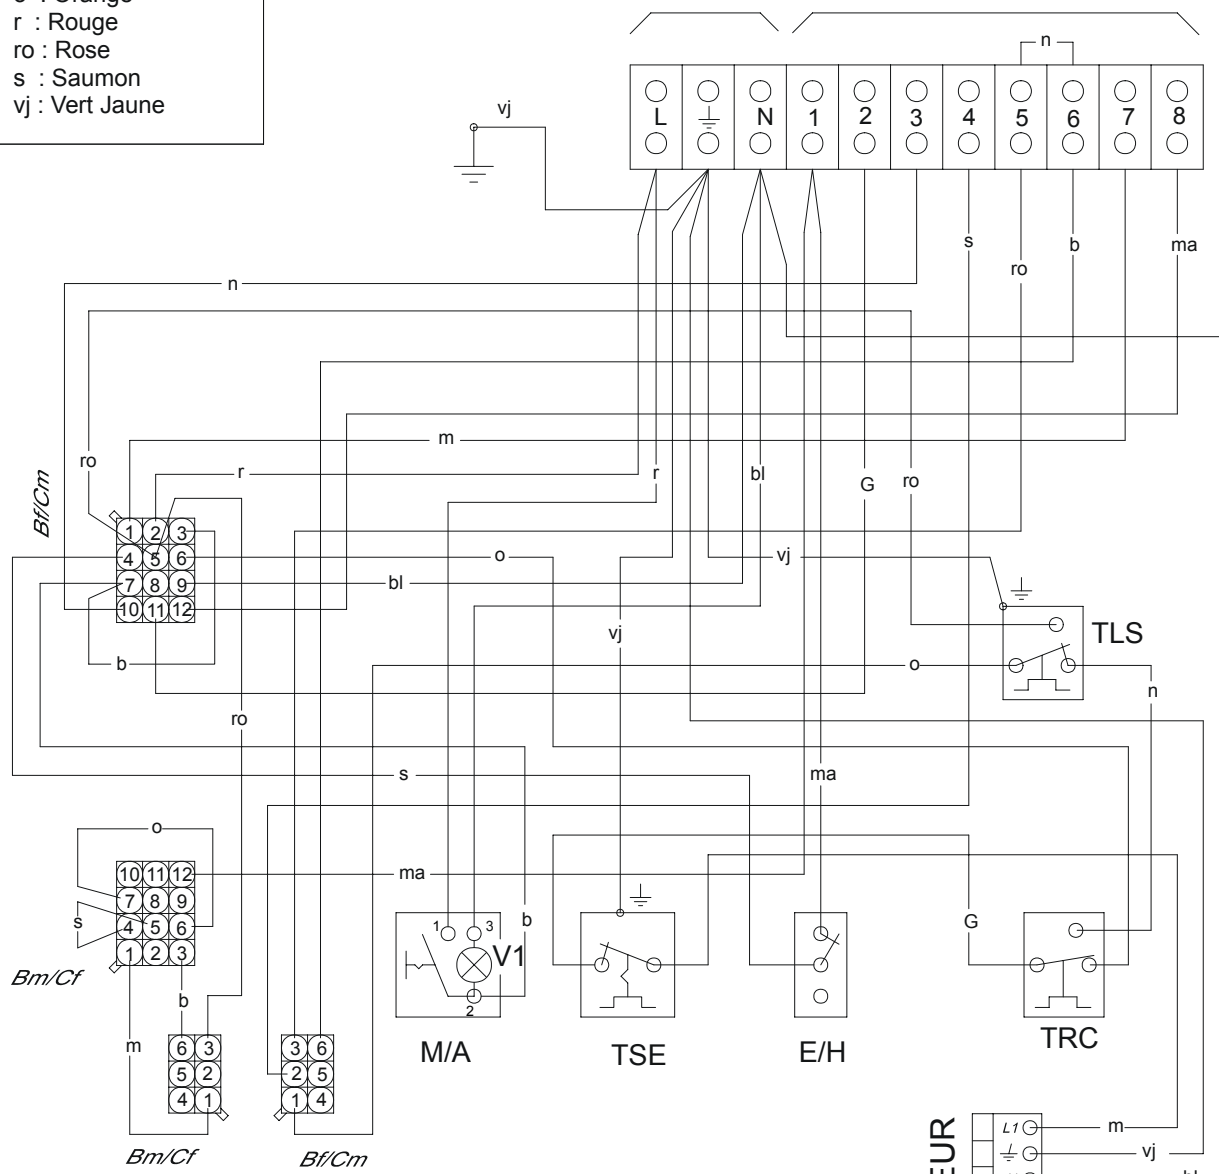 r : Rouge
ro : Rose
s : Saumon
vj : Vert Jaune
n
L N 1 2 3 4 5 6 7 8
vj
s
b
ma
ro
n
m
ro
r
r
bl
G
ro
Bf/Cm
1 2 3
4 5 6
7 8 9
10 11 12
o
vj
bl
TLS
vj
b
o
n
ro
s
ma
o
ma
10 11 12
7 8 9
4 5 6
1 2 3
s
b
G
1 3
V1
2
Bm/Cf
b
m
M/A
TSE
E/H
TRC
6 3
5 2
4 1
3 6
2 5
1 4
Bm/Cf
Bf/Cm
EUR
L1
m
vj